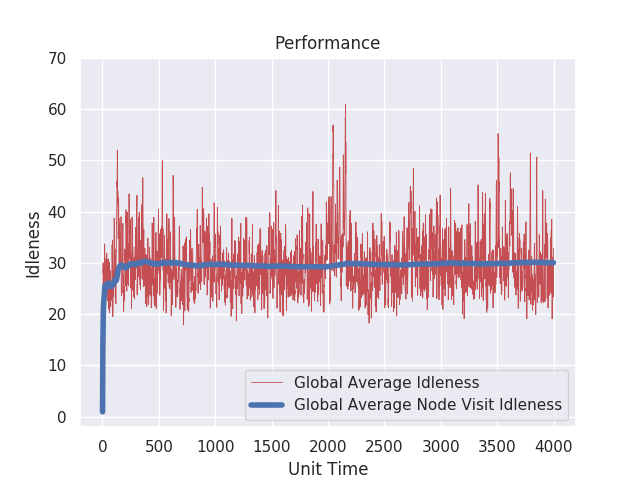 Performance
70
60
50
40
30
20
10
0
Idleness
Global Average Idleness
Global Average Node Visit Idleness
0 500 1000 1500 2000 2500 3000 3500 4000
Unit Time